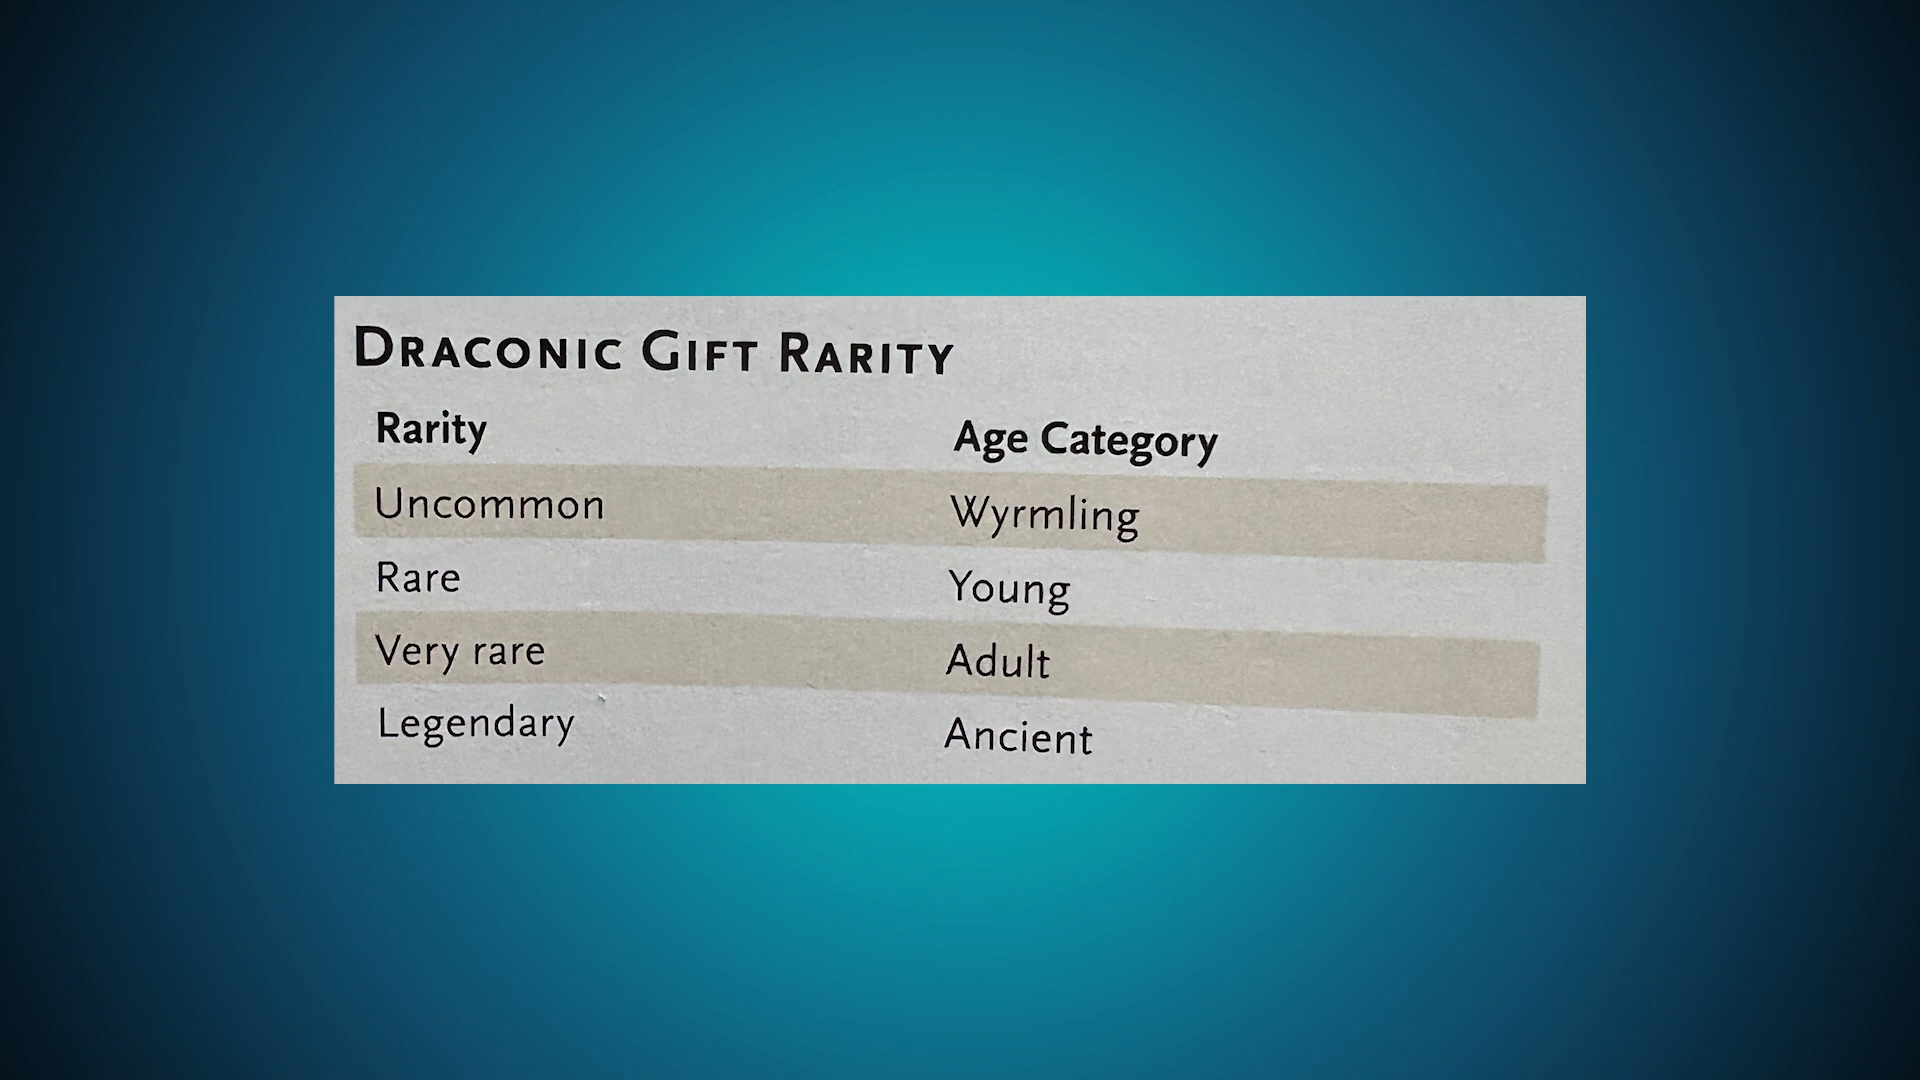 Draconic Gift Rarity
Rarity Age Category
Uncommon Wyrmling
Rare Young
Very rare Adult
Legendary Ancient